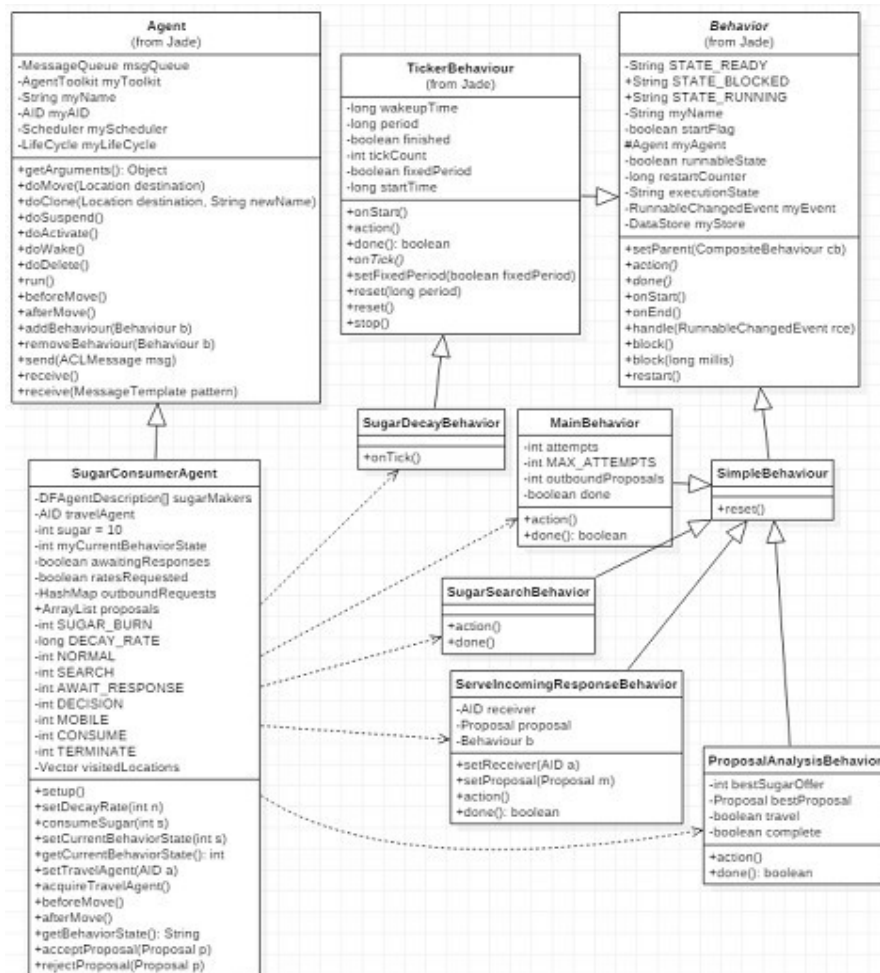 Agent
(from Jade)
-MessageQueue msgQueue
-AgentToolkit myToolkit
-String myName
-AID myAID
-Scheduler myScheduler
-LifeCycle myLifeCycle
+getArguments(): Object
+doMove(Location destination)
+doClone(Location destination, String newName)
+doSuspend()
+doActivate()
+doWake()
+doDelete()
+run()
+beforeMove()
+afterMove()
+addBehaviour(Behaviour b)
+removeBehaviour(Behaviour b)
+send(ACLMessage msg)
+receive()
+receive(MessageTemplate pattern)
TickerBehaviour
(from Jade)
-long wakeupTime
-long period
-boolean finished
-int tickCount
-boolean fixedPeriod
-long startTime
+onStart()
+action()
+done(): boolean
+onTick()
+setFixedPeriod(boolean fixedPeriod)
+reset(long period)
+reset()
+stop()
Behavior
(from Jade)
-String STATE_READY
+String STATE_BLOCKED
+String STATE_RUNNING
-String myName
-boolean startFlag
#Agent myAgent
-boolean runnableState
-long restartCounter
-String executionState
-RunnableChangedEvent myEvent
-DataStore myStore
+setParent(CompositeBehaviour cb)
+action()
+done()
+onStart()
+onEnd()
+handle(RunnableChangedEvent rce)
+block()
+block(long millis)
+restart()
SugarDecayBehavior
+onTick()
MainBehavior
-int attempts
-int MAX_ATTEMPTS
-int outboundProposals
-boolean done
+action()
+done(): boolean
SimpleBehaviour
+reset()
SugarConsumerAgent
-DFAgentDescription[] sugarMakers
-AID travelAgent
-int sugar = 10
-int myCurrentBehaviorState
-boolean awaitingResponses
-boolean ratesRequested
-HashMap outboundRequests
+ArrayList proposals
-int SUGAR_BURN
-long DECAY_RATE
-int NORMAL
-int SEARCH
-int AWAIT_RESPONSE
-int DECISION
-int MOBILE
-int CONSUME
-int TERMINATE
-Vector visitedLocations
+setup()
+setDecayRate(int n)
+consumeSugar(int s)
+setCurrentBehaviorState(int s)
+getCurrentBehaviorState(): int
+setTravelAgent(AID a)
+acquireTravelAgent()
+beforeMove()
+afterMove()
+getBehaviorState(): String
+acceptProposal(Proposal p)
+rejectProposal(Proposal p)
SugarSearchBehavior
+action()
+done()
ServeIncomingResponseBehavior
-AID receiver
-Proposal proposal
-Behaviour b
+setReceiver(AID a)
+setProposal(Proposal m)
+action()
+done(): boolean
ProposalAnalysisBehavior
-int bestSugarOffer
-Proposal bestProposal
-boolean travel
-boolean complete
+action()
+done(): boolean